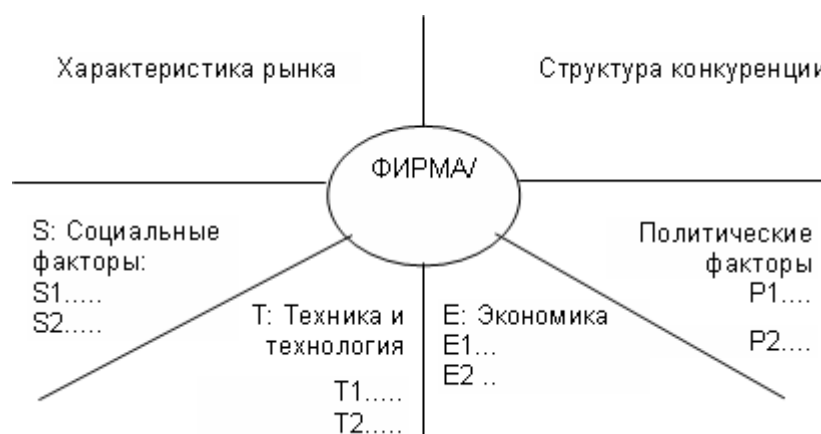 Характеристика рынка
Структура конкуренции
ФИРМА/
S: Социальные
факторы:
S1.....
S2.....
T: Техника и
технология
T1.....
T2.....
E: Экономика
E1...
E2 ..
Политические
факторы
P1....
P2....